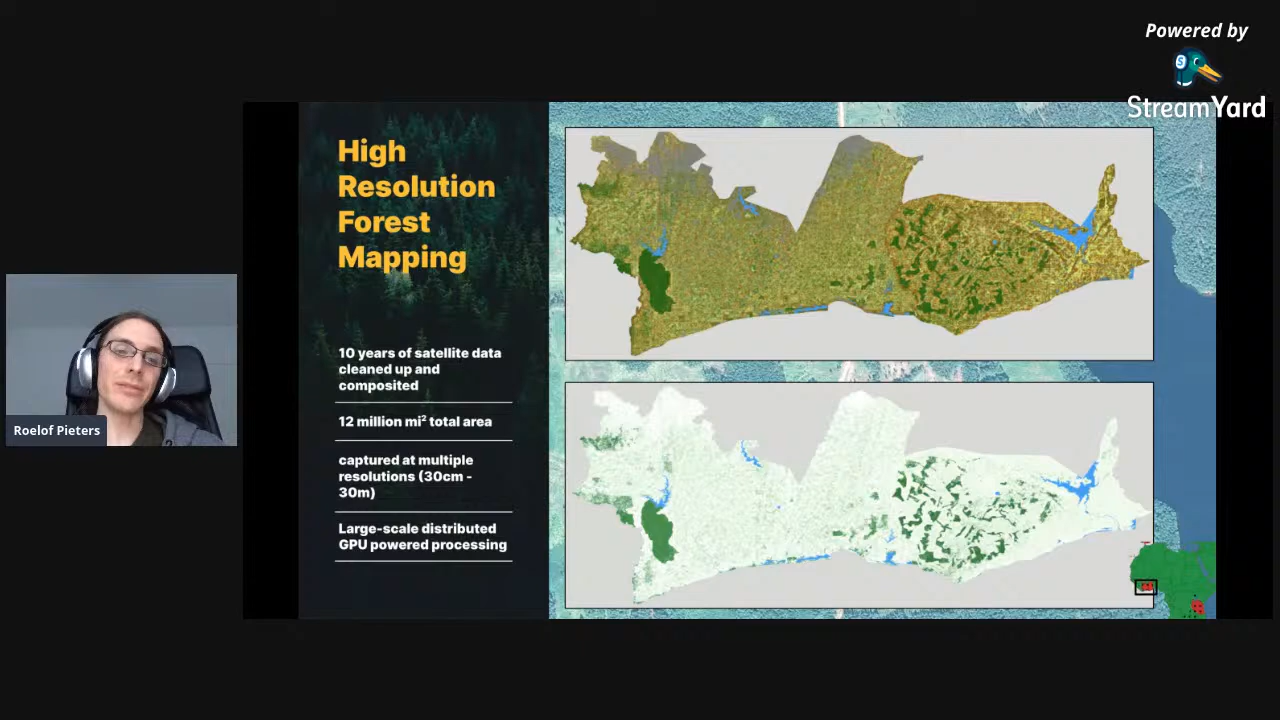 Powered by
StreamYard
High
Resolution
Forest
Mapping
10 years of satellite data
cleaned up and
composited
12 million mi² total area
captured at multiple
resolutions (30cm -
30m)
Large-scale distributed
GPU powered processing
Roelof Pieters